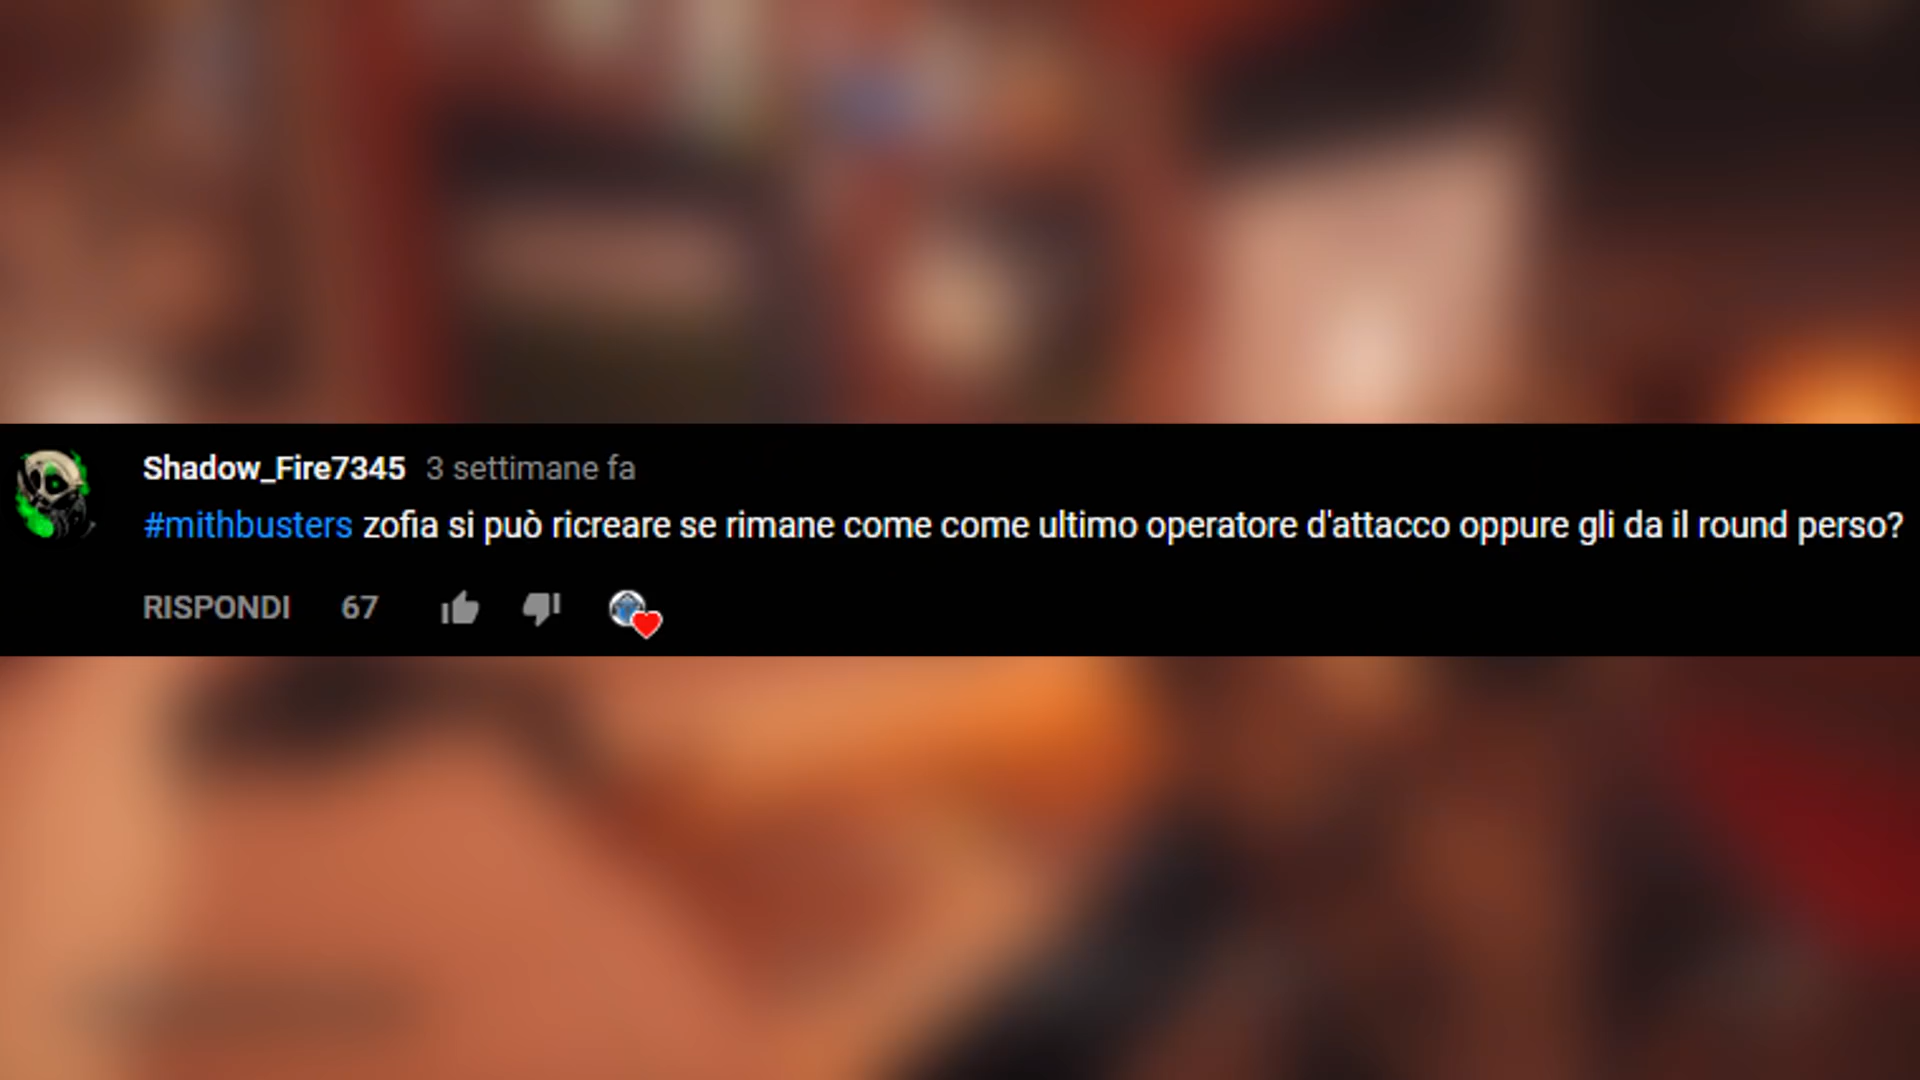 Shadow_Fire7345 3 settimane fa
#mithbusters zofia si può ricreare se rimane come come ultimo operatore d'attacco oppure gli da il round perso?
RISPONDI 67